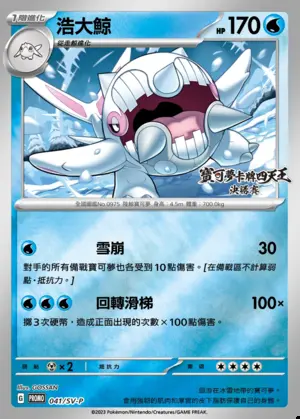 1階進化
浩大鯨
HP 170
從走鯨進化
寶可夢卡牌四天王
決勝賽
全國圖鑑No.0975 陸鯨寶可夢 身高：4.5m 體重：700.0kg
雪崩 30
對手的所有備戰寶可夢也各受到10點傷害。[在備戰區不計算弱
點・抵抗力。]
回轉滑梯 100×
擲3次硬幣，造成正面出現的次數×100點傷害。
Illus. GOSSAN
×2
G PROMO 041/SV-P
©2023 Pokémon/Nintendo/Creatures/GAME FREAK.